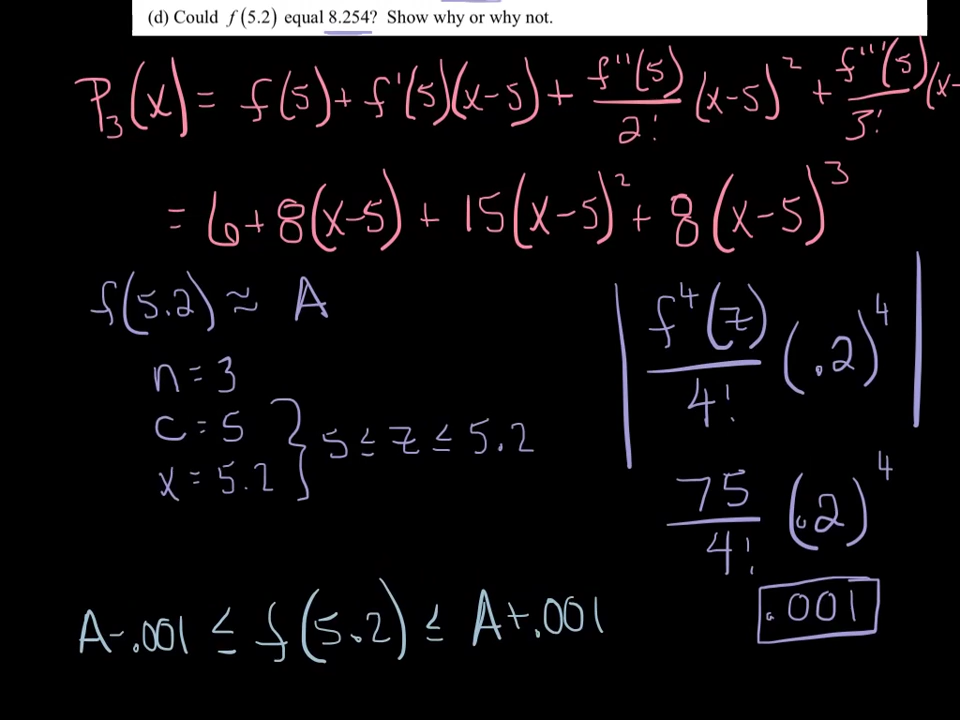 (d) Could f(5.2) equal 8.254? Show why or why not.
P₃(x) = f(5) + f'(5)(x-5) + f''(5)/2! (x-5)² + f'''(5)/3! (x-
= 6 + 8(x-5) + 15(x-5)² + 8(x-5)³
f(5.2) ≈ A
n = 3
c = 5
x = 5.2
} 5 ≤ z ≤ 5.2
| f⁴(z)/4! (.2)⁴ |
75/4! (.2)⁴
.001
A-.001 ≤ f(5.2) ≤ A+.001